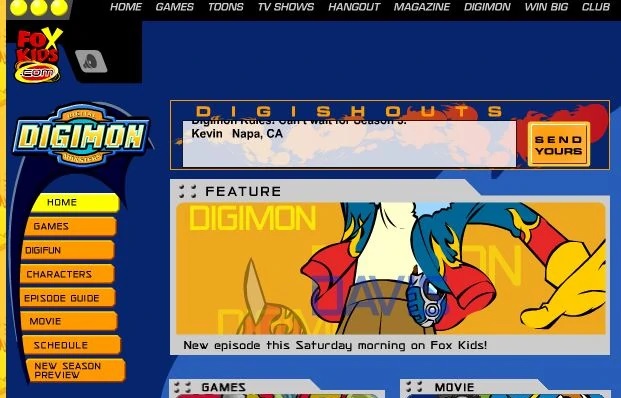 HOME GAMES TOONS TV SHOWS HANGOUT MAGAZINE DIGIMON WIN BIG CLUB
FOX
KIDS
.COM
DIGISHOUTS
Digimon Rules! Can't wait for Season 3.
Kevin Napa, CA
SEND
YOURS
DIGITAL
DIGIMON
MONSTERS
HOME
GAMES
DIGIFUN
CHARACTERS
EPISODE GUIDE
MOVIE
SCHEDULE
NEW SEASON
PREVIEW
FEATURE
DIGIMON
DAVIS
New episode this Saturday morning on Fox Kids!
GAMES
MOVIE